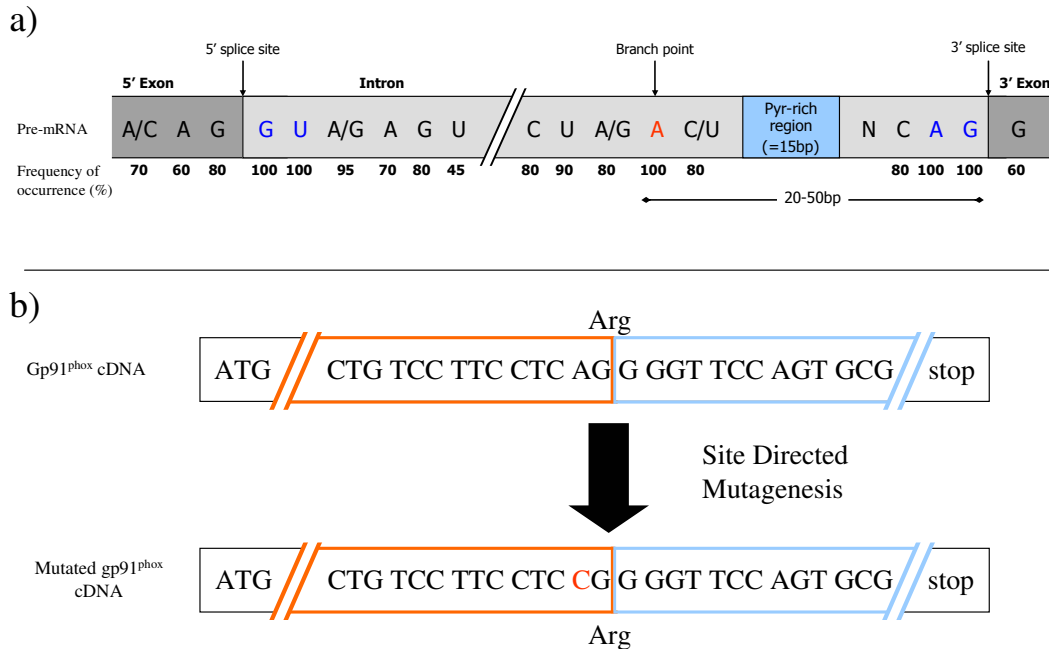 a)
5' splice site
Branch point
3' splice site
5' Exon
Intron
3' Exon
Pre-mRNA
A/C A G G U A/G A G U
C U A/G A C/U
Pyr-rich
region
(=15bp)
N C A G G
Frequency of
occurrence (%)
70 60 80 100 100 95 70 80 45 80 90 80 100 80 80 100 100 60
20-50bp
b)
Arg
Gp91phox cDNA
ATG CTG TCC TTC CTC AG G GGT TCC AGT GCG stop
Site Directed
Mutagenesis
Mutated gp91phox
cDNA
ATG CTG TCC TTC CTC CG G GGT TCC AGT GCG stop
Arg